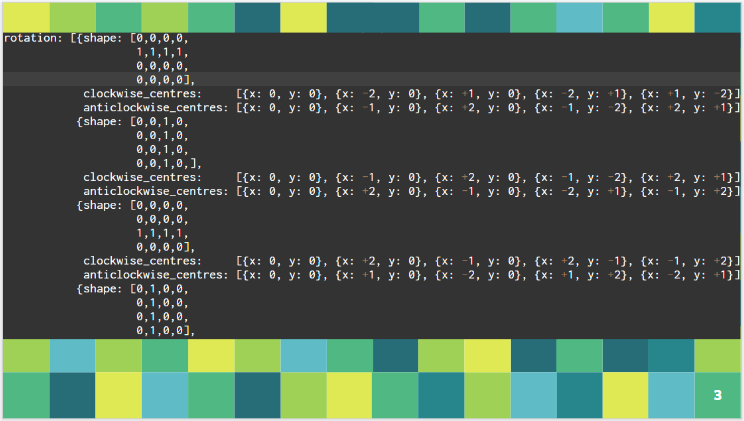 rotation: [{shape: [0,0,0,0,
1,1,1,1,
0,0,0,0,
0,0,0,0],
clockwise_centres: [{x: 0, y: 0}, {x: -2, y: 0}, {x: +1, y: 0}, {x: -2, y: +1}, {x: +1, y: -2}]
anticlockwise_centres: [{x: 0, y: 0}, {x: -1, y: 0}, {x: +2, y: 0}, {x: -1, y: -2}, {x: +2, y: +1}]
{shape: [0,0,1,0,
0,0,1,0,
0,0,1,0,
0,0,1,0,],
clockwise_centres: [{x: 0, y: 0}, {x: -1, y: 0}, {x: +2, y: 0}, {x: -1, y: -2}, {x: +2, y: +1}]
anticlockwise_centres: [{x: 0, y: 0}, {x: +2, y: 0}, {x: -1, y: 0}, {x: -2, y: +1}, {x: -1, y: +2}]
{shape: [0,0,0,0,
0,0,0,0,
1,1,1,1,
0,0,0,0],
clockwise_centres: [{x: 0, y: 0}, {x: +2, y: 0}, {x: -1, y: 0}, {x: +2, y: -1}, {x: -1, y: +2}]
anticlockwise_centres: [{x: 0, y: 0}, {x: +1, y: 0}, {x: -2, y: 0}, {x: +1, y: +2}, {x: -2, y: +1}]
{shape: [0,1,0,0,
0,1,0,0,
0,1,0,0,
0,1,0,0],
3